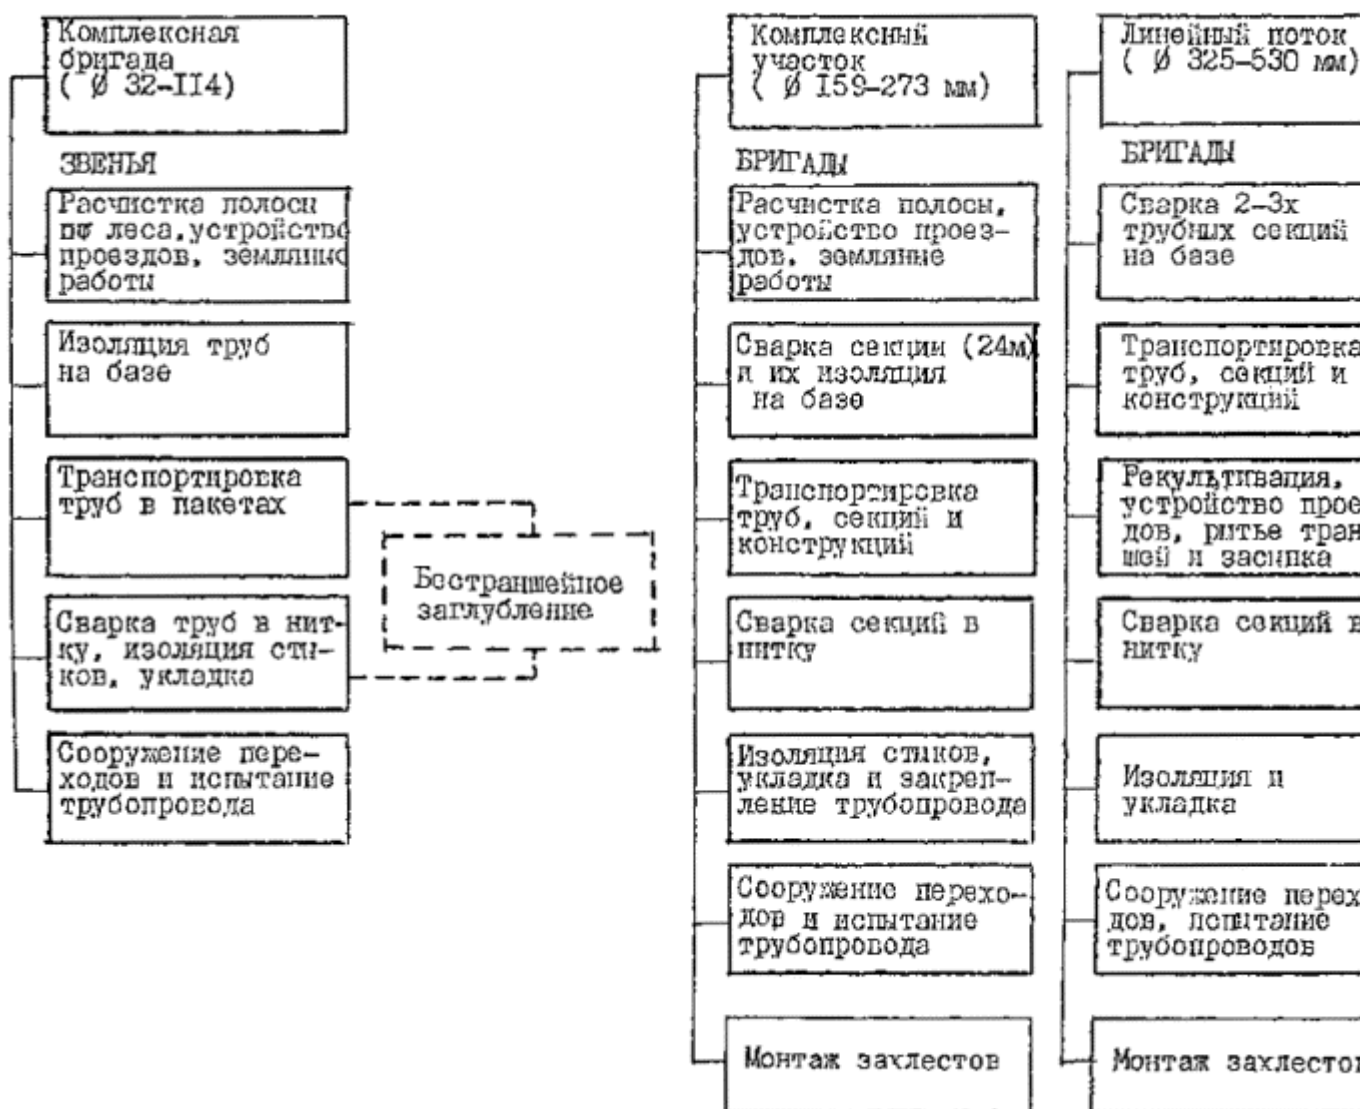 Комплексная
бригада
( Ø 32-114)
ЗВЕНЬЯ
Расчистка полосы
леса, устройство
проездов, земляные
работы
Изоляция труб
на базе
Транспортировка
труб в пакетах
Сварка труб в нит-
ку, изоляция сты-
ков, укладка
Сооружение пере-
ходов и испытание
трубопровода
Бестраншейное
заглубление
Комплексный
участок
( Ø 159-273 мм)
БРИГАДЫ
Расчистка полосы,
устройство проез-
дов, земляные
работы
Сварка секции (24м)
и их изоляция
на базе
Транспортировка
труб, секций и
конструкций
Сварка секций в
нитку
Изоляция стыков,
укладка и закреп-
ление трубопровода
Сооружение перехо-
дов и испытание
трубопровода
Монтаж захлестов
Линейный поток
( Ø 325-530 мм)
БРИГАДЫ
Сварка 2-3х
трубных секций
на базе
Транспортировка
труб, секций и
конструкций
Рекультивация,
устройство прое
дов, рытье тран
шей и засыпка
Сварка секций в
нитку
Изоляция и
укладка
Сооружение перех
дов, испытание
трубопроводов
Монтаж захлестов